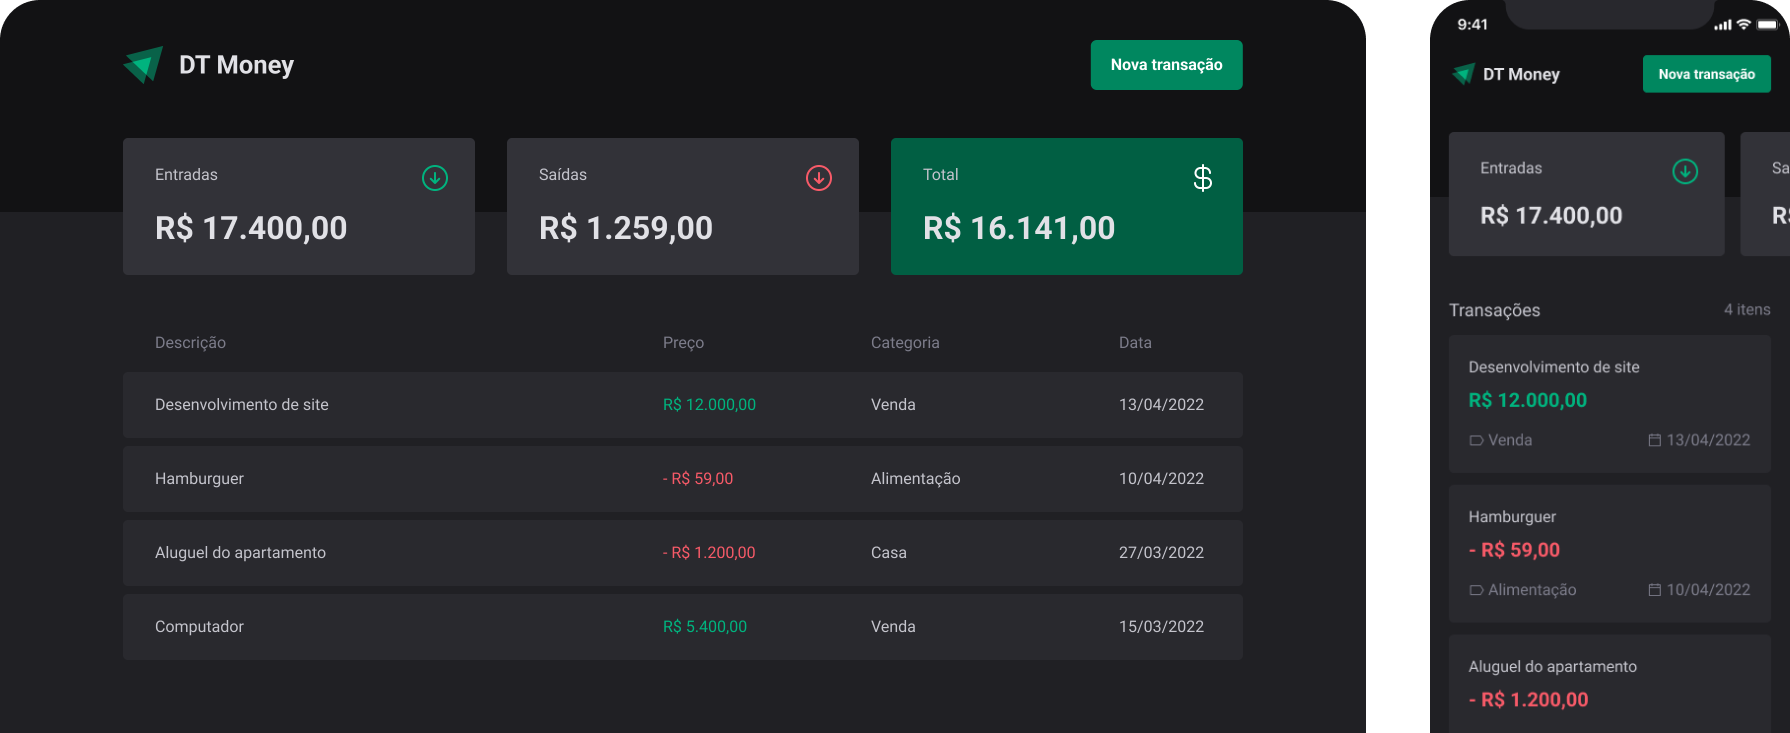 DT Money
Nova transação
Entradas
R$ 17.400,00
Saídas
R$ 1.259,00
Total
$
R$ 16.141,00
Descrição Preço Categoria Data
Desenvolvimento de site R$ 12.000,00 Venda 13/04/2022
Hamburguer - R$ 59,00 Alimentação 10/04/2022
Aluguel do apartamento - R$ 1.200,00 Casa 27/03/2022
Computador R$ 5.400,00 Venda 15/03/2022
9:41
DT Money
Nova transação
Entradas
R$ 17.400,00
Sa
R$
Transações 4 itens
Desenvolvimento de site
R$ 12.000,00
Venda 13/04/2022
Hamburguer
- R$ 59,00
Alimentação 10/04/2022
Aluguel do apartamento
- R$ 1.200,00